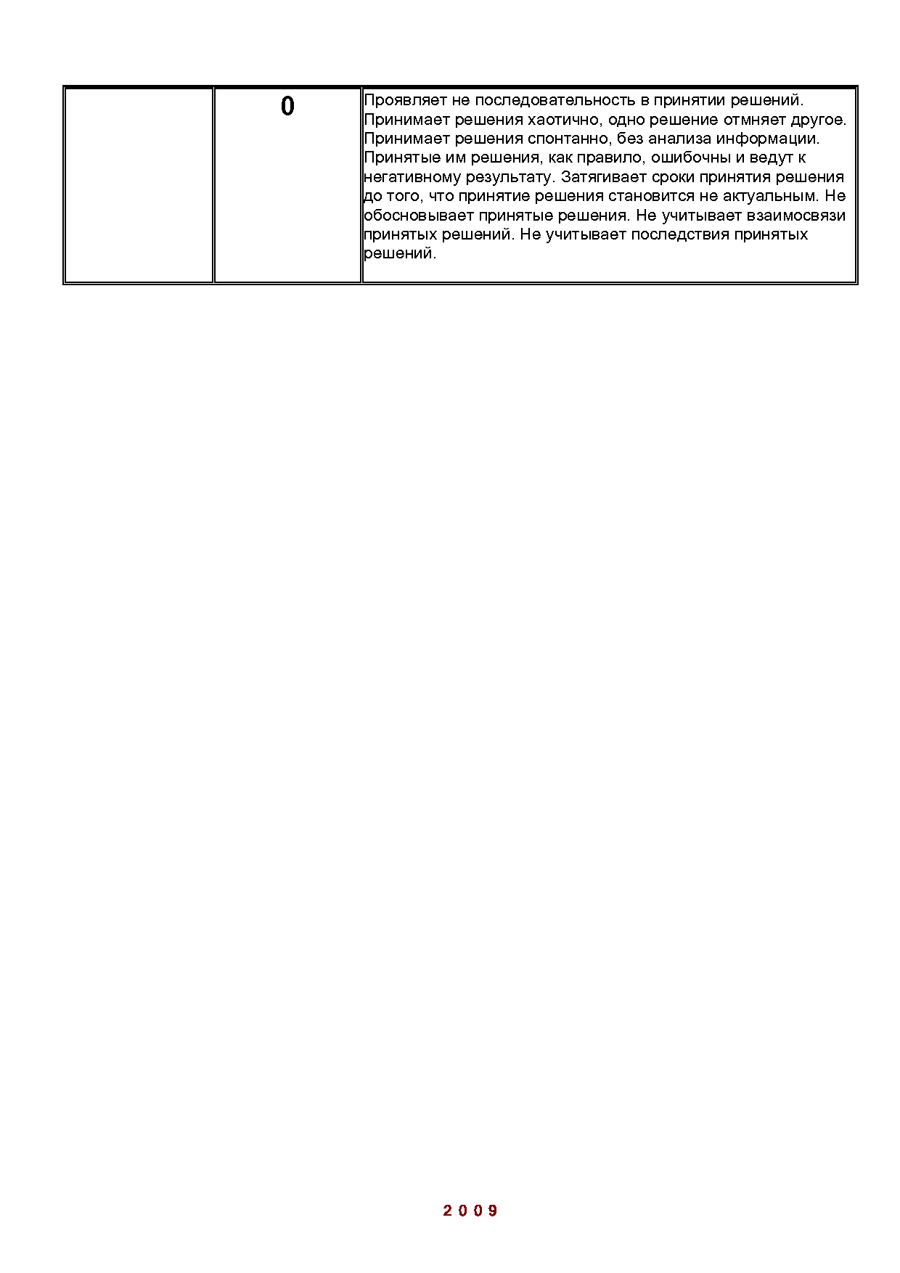 0
Проявляет не последовательность в принятии решений.
Принимает решения хаотично, одно решение отмняет другое.
Принимает решения спонтанно, без анализа информации.
Принятые им решения, как правило, ошибочны и ведут к
негативному результату. Затягивает сроки принятия решения
до того, что принятие решения становится не актуальным. Не
обосновывает принятые решения. Не учитывает взаимосвязи
принятых решений. Не учитывает последствия принятых
решений.
2 0 0 9